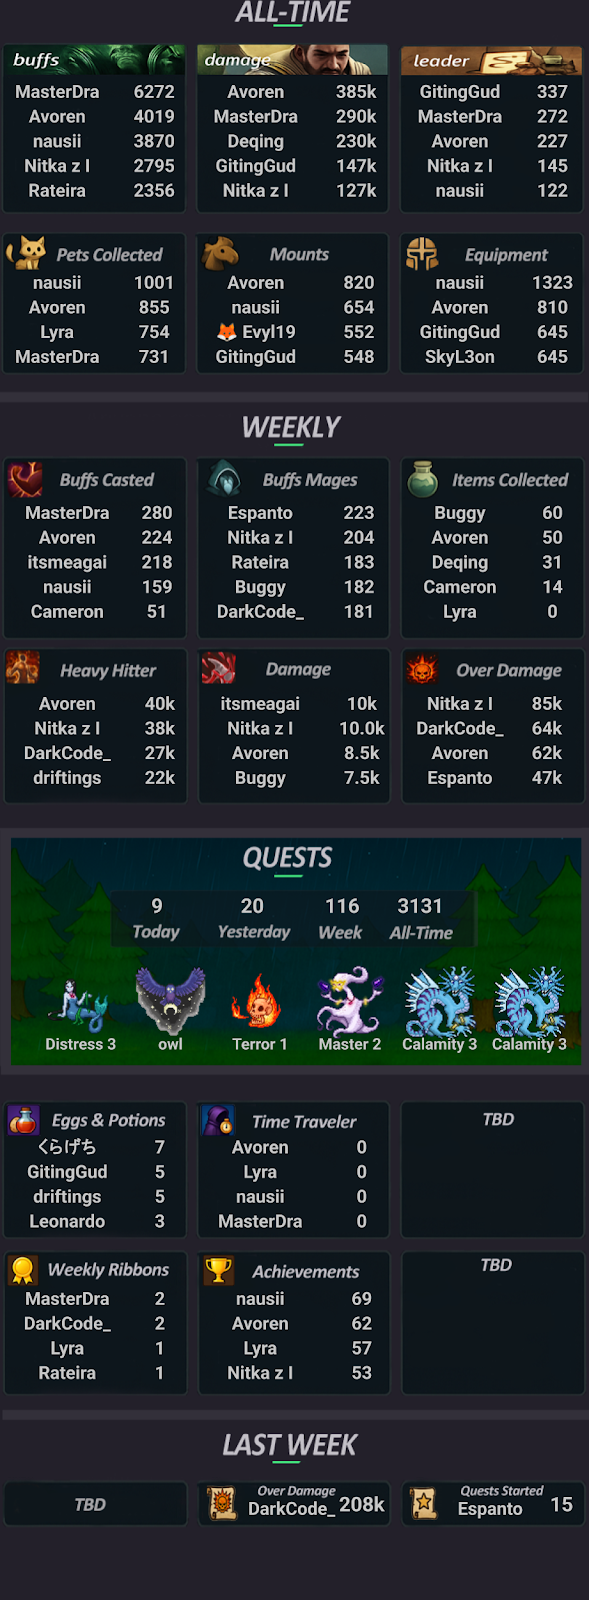 ALL-TIME
buffs
MasterDra 6272
Avoren 4019
nausii 3870
Nitka z l 2795
Rateira 2356
damage
Avoren 385k
MasterDra 290k
Deqing 230k
GitingGud 147k
Nitka z l 127k
leader
GitingGud 337
MasterDra 272
Avoren 227
Nitka z l 145
nausii 122
Pets Collected
nausii 1001
Avoren 855
Lyra 754
MasterDra 731
Mounts
Avoren 820
nausii 654
🦊 Evyl19 552
GitingGud 548
Equipment
nausii 1323
Avoren 810
GitingGud 645
SkyL3on 645
WEEKLY
Buffs Casted
MasterDra 280
Avoren 224
itsmeagai 218
nausii 159
Cameron 51
Buffs Mages
Espanto 223
Nitka z l 204
Rateira 183
Buggy 182
DarkCode_ 181
Items Collected
Buggy 60
Avoren 50
Deqing 31
Cameron 14
Lyra 0
Heavy Hitter
Avoren 40k
Nitka z l 38k
DarkCode_ 27k
driftings 22k
Damage
itsmeagai 10k
Nitka z l 10.0k
Avoren 8.5k
Buggy 7.5k
Over Damage
Nitka z l 85k
DarkCode_ 64k
Avoren 62k
Espanto 47k
QUESTS
9 20 116 3131
Today Yesterday Week All-Time
Distress 3 owl Terror 1 Master 2 Calamity 3 Calamity 3
Eggs & Potions
くらげち 7
GitingGud 5
driftings 5
Leonardo 3
Time Traveler
Avoren 0
Lyra 0
nausii 0
MasterDra 0
TBD
Weekly Ribbons
MasterDra 2
DarkCode_ 2
Lyra 1
Rateira 1
Achievements
nausii 69
Avoren 62
Lyra 57
Nitka z l 53
TBD
LAST WEEK
TBD
Over Damage
DarkCode_ 208k
Quests Started
Espanto 15